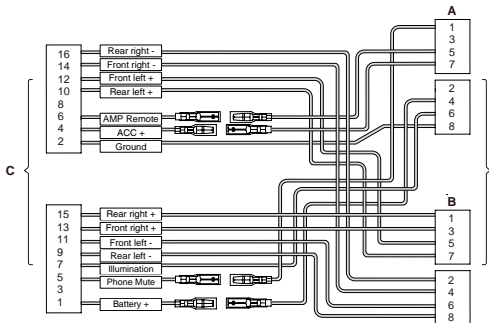 A
1
3
5
7
2
4
6
8
16 Rear right -
14 Front right -
12 Front left +
10 Rear left +
8
6 AMP Remote
4 ACC +
2 Ground
C
15 Rear right +
13 Front right +
11 Front left -
9 Rear left -
7 Illumination
5 Phone Mute
3
1 Battery +
B
1
3
5
7
2
4
6
8